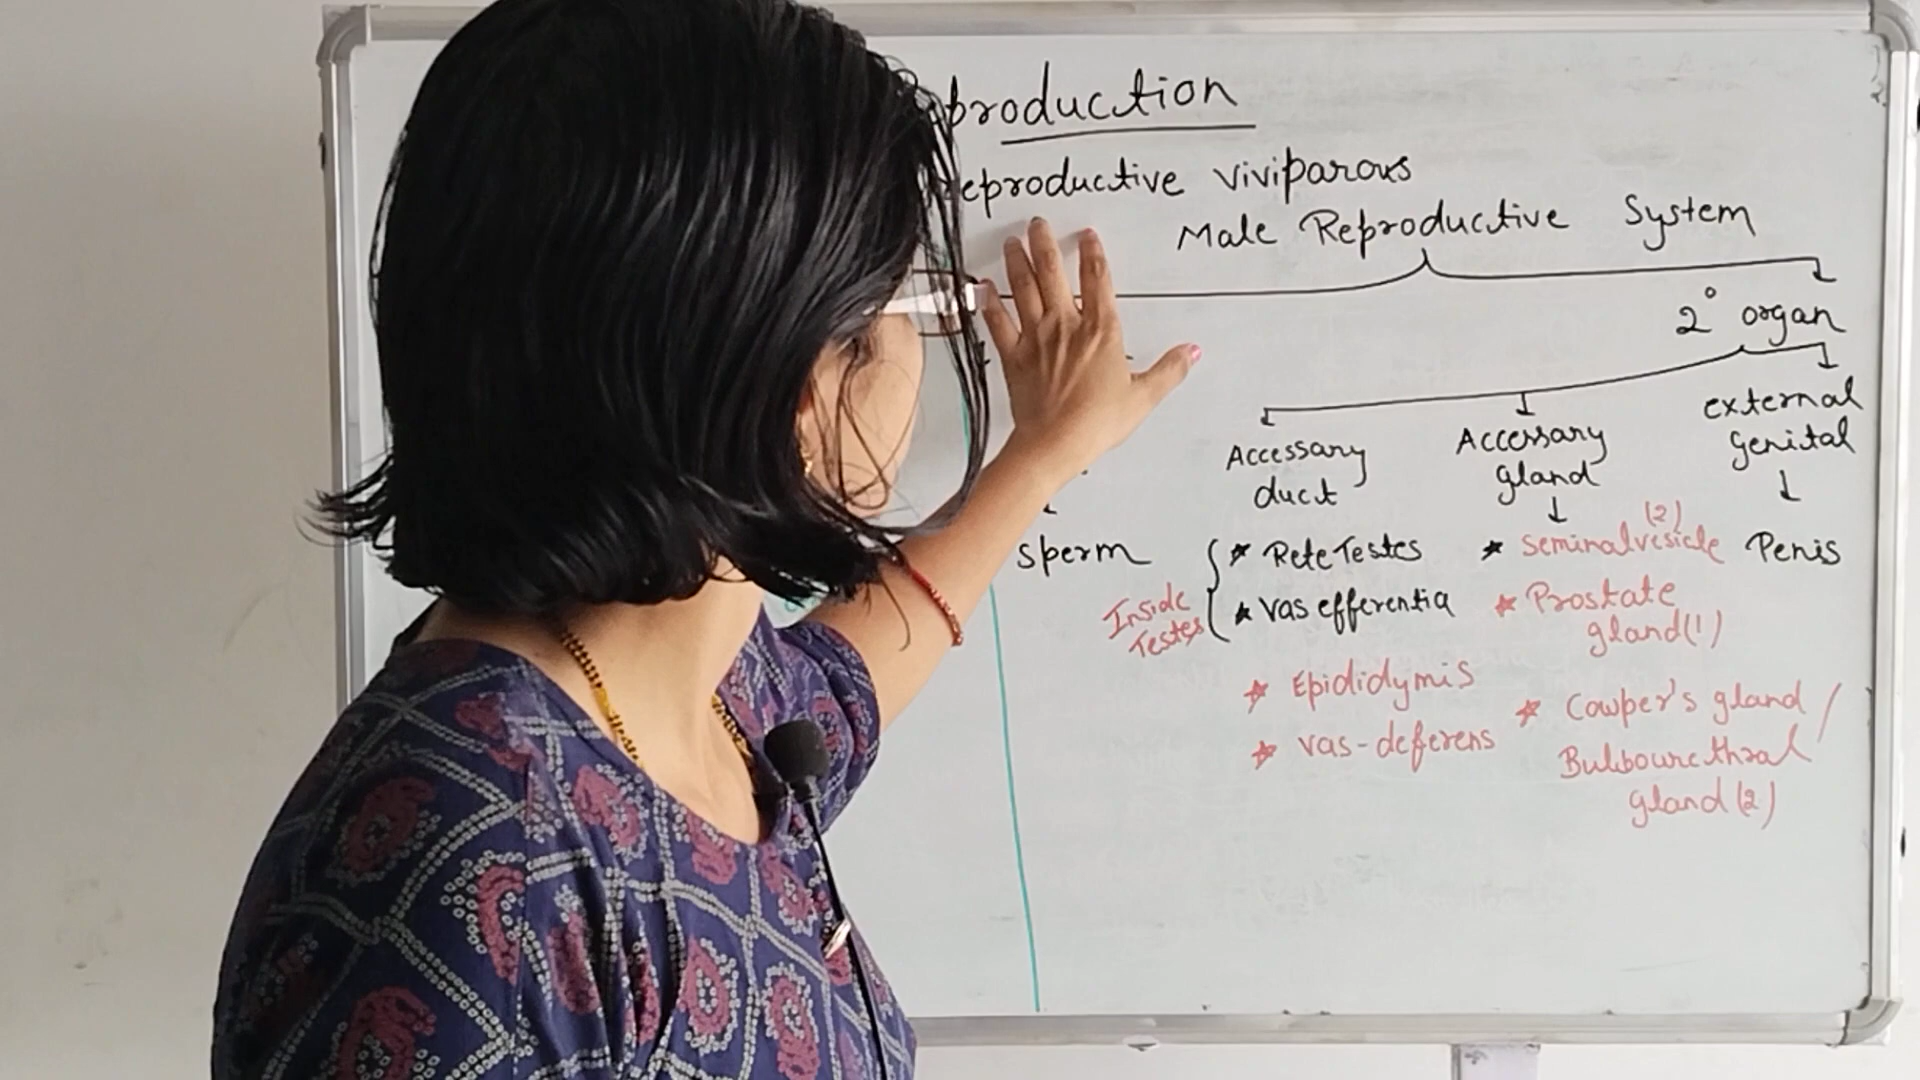 production
reproductive viviparous
Male Reproductive System
2° organ
Accessary
duct
Accessary
gland
external
genital
sperm
Inside
Testes
* Rete Testes
* vas efferentia
* Epididymis
* vas-deferens
(2)
* Seminalvesicle
* Prostate
gland(1)
* Cowper's gland /
Bulbourethral
gland (2)
Penis